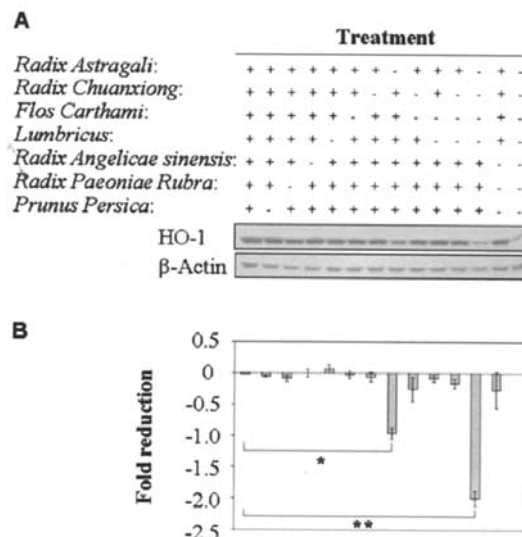 A
Treatment
Radix Astragali: + + + + + + + - + + + - + -
Radix Chuanxiong: + + + + + + - + - + - - + -
Flos Carthami: + + + + + - + + - - + - + -
Lumbricus: + + + + - + + + + - - - + -
Radix Angelicae sinensis: + + + - + + + + + + + + - -
Radix Paeoniae Rubra: + + - + + + + + + + + + - -
Prunus Persica: + - + + + + + + + + + + - -
HO-1
β-Actin
B
Fold reduction
0.5
0
-0.5
-1.0
-1.5
-2.0
-2.5
*
**